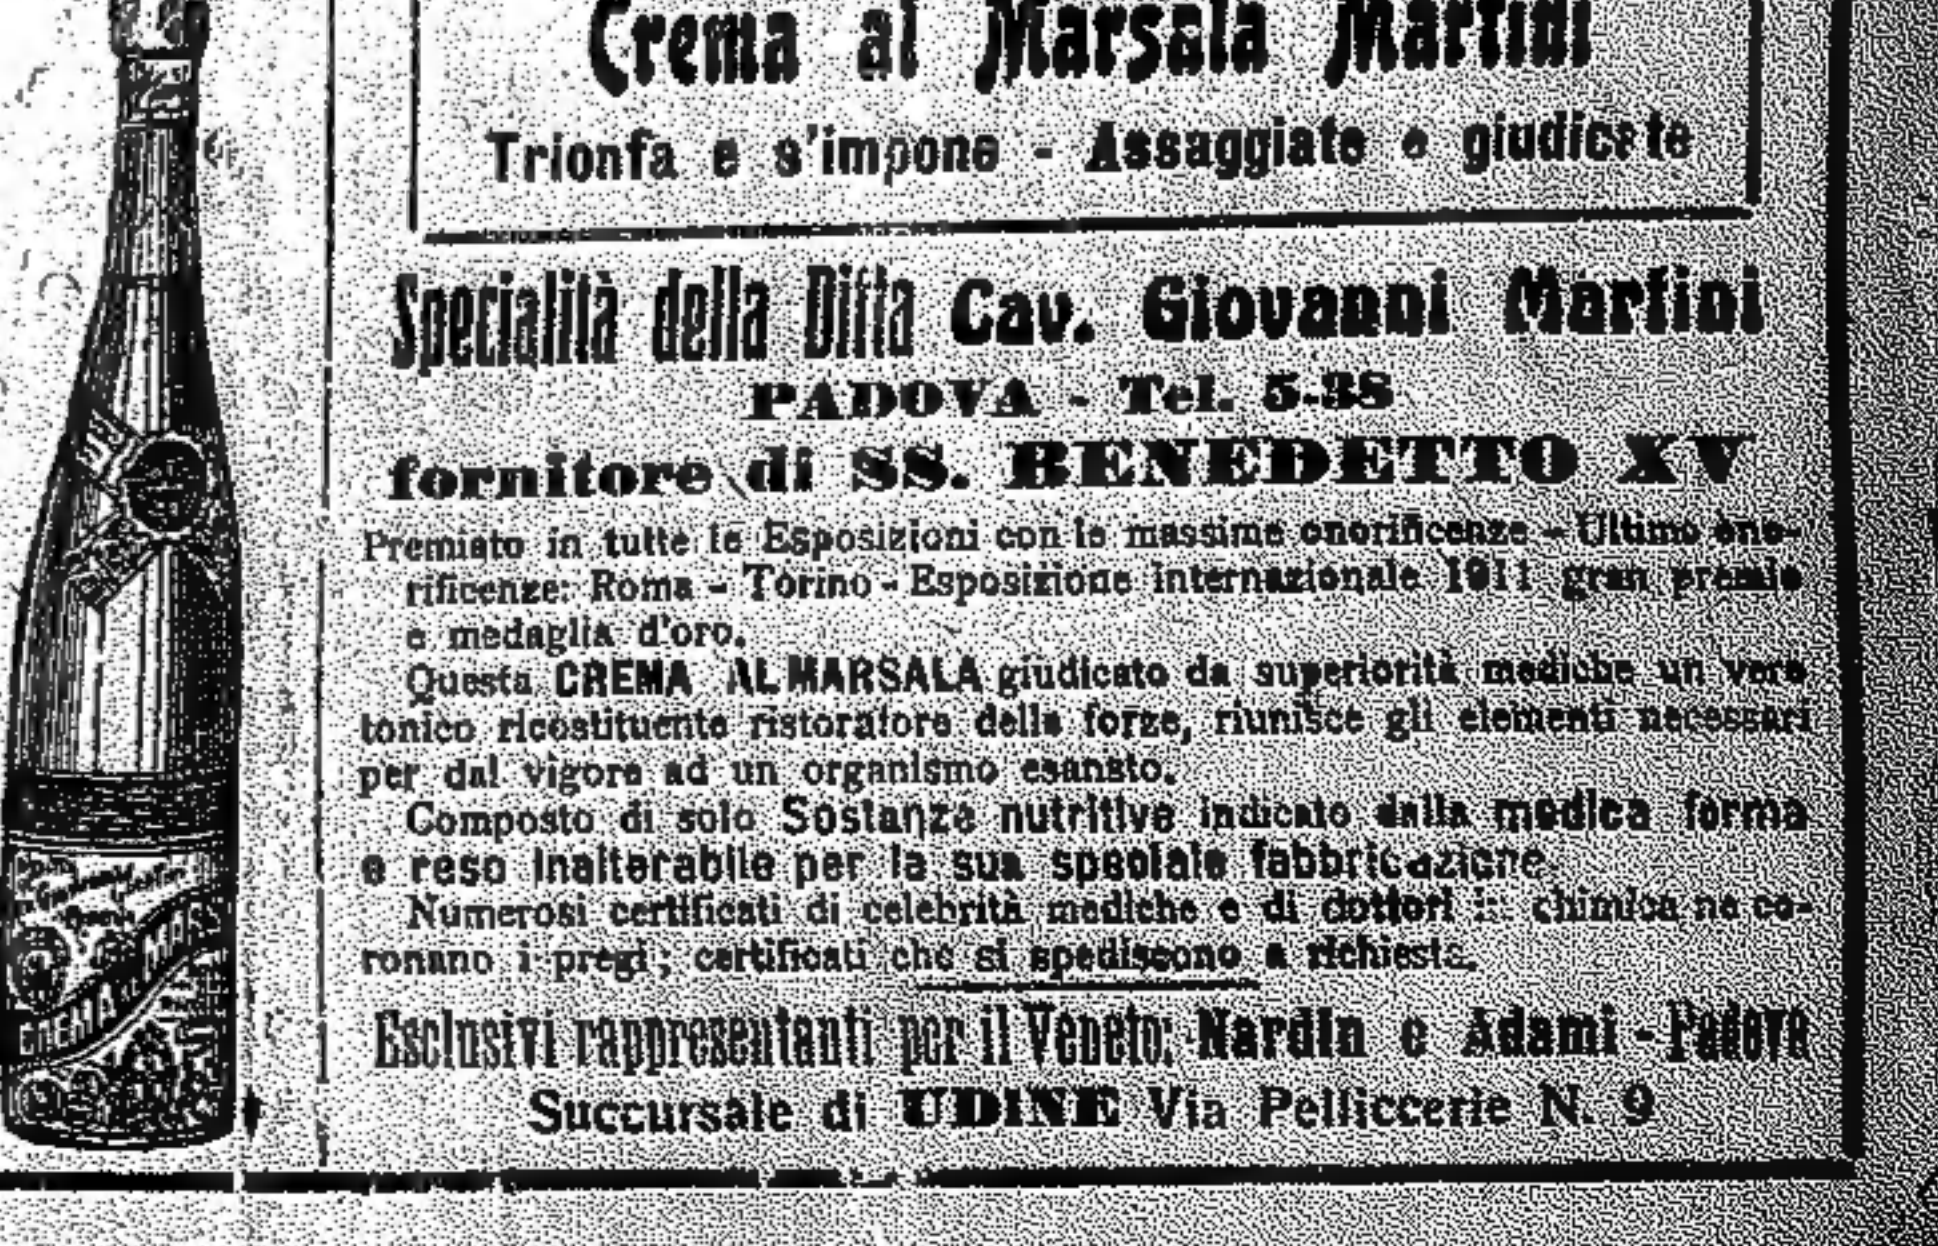 Crema al Marsala Martini
Trionfa e s'impone - Assaggiate e giudicate
Specialità della Ditta Cav. Giovanni Martini
PADOVA - Tel. 5-38
fornitore di SS. BENEDETTO XV
Premiato in tutte le Esposizioni con le massime onorificenze - Ultime ono-
rificenze: Roma - Torino - Esposizione internazionale 1911 gran premio
e medaglia d'oro.
Questa CREMA AL MARSALA giudicato da superiorità mediche un vero
tonico ricostituente ristoratore delle forze, riunisce gli elementi necessari
per dal vigore ad un organismo esausto.
Composto di solo Sostanze nutritive indicato dalla medica forma
e reso inalterabile per la sua speciale fabbricazione
Numerosi certificati di celebrità mediche e di dottori in chimica ne co-
ronano i pregi; certificati che si spediscono a richiesta.
Esclusivi rappresentanti per il Veneto: Nardin e Adami - Padova
Succursale di UDINE Via Pelliccerie N. 9
CREMA AL MARS